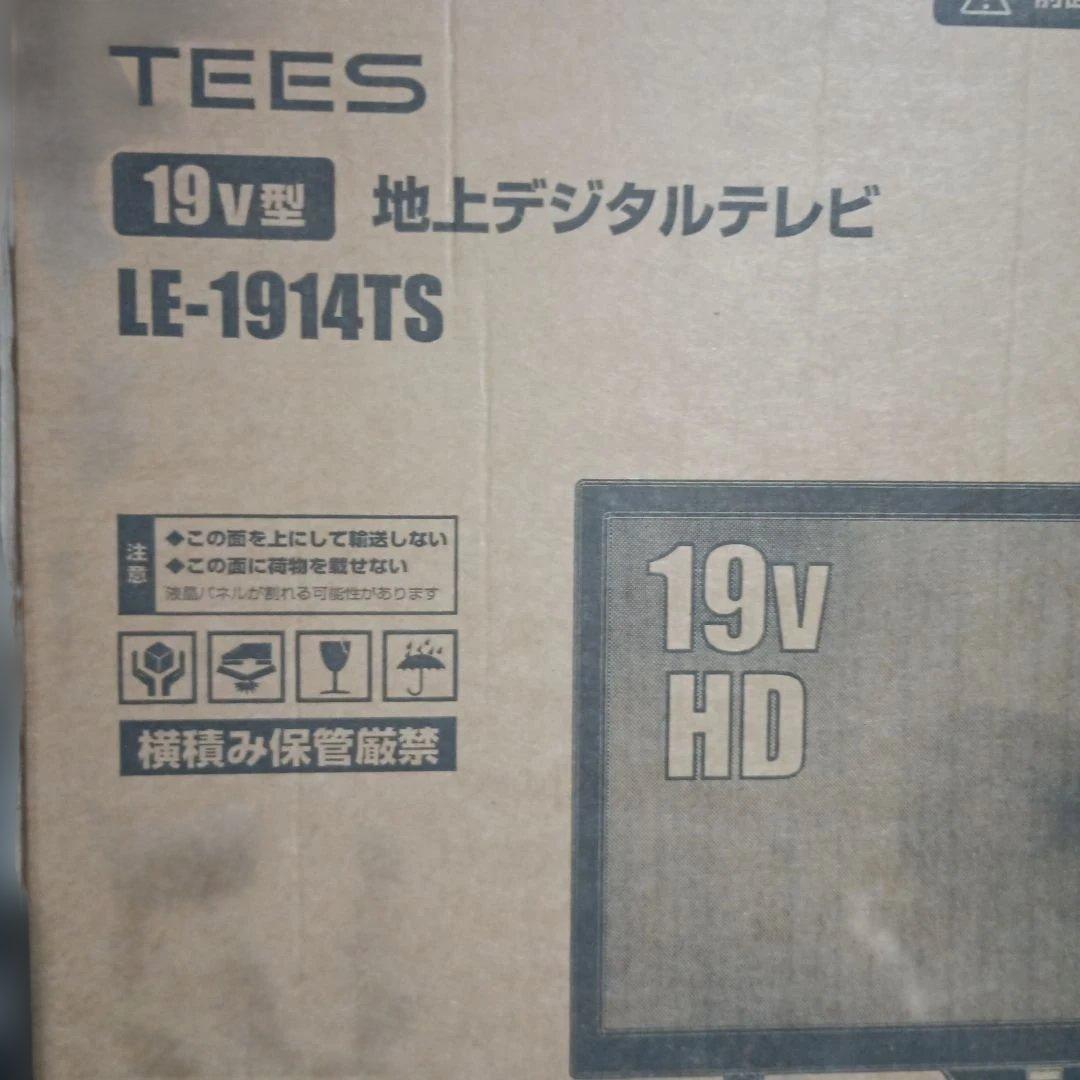 TEES
19V型 地上デジタルテレビ
LE-1914TS
注意
◆この面を上にして輸送しない
◆この面に荷物を載せない
液晶パネルが割れる可能性があります
横積み保管厳禁
19V
HD